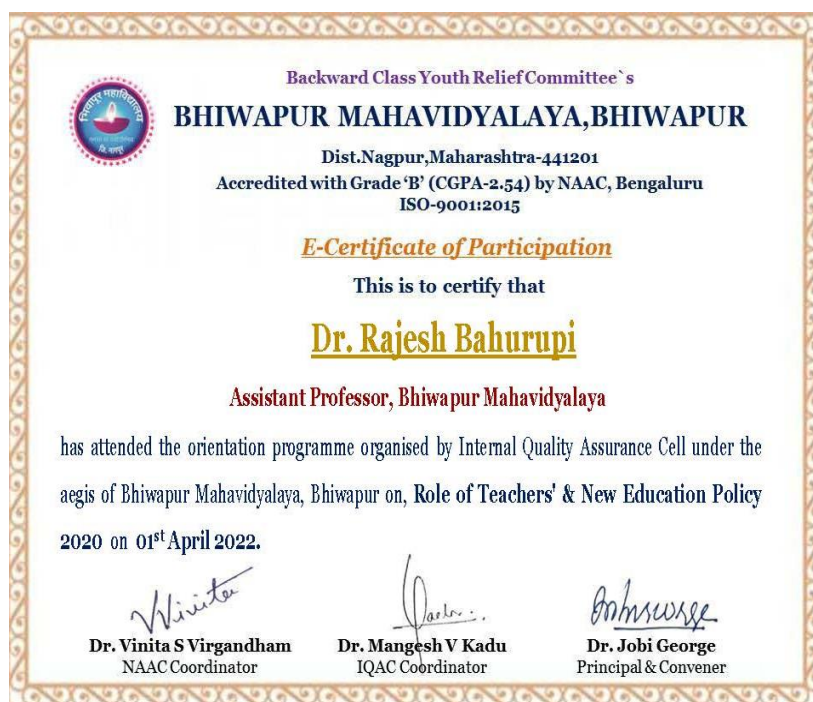 Backward Class Youth Relief Committee`s
भिवापूर महाविद्यालय
BHIWAPUR MAHAVIDYALAYA,BHIWAPUR
जि. नागपूर
Dist.Nagpur,Maharashtra-441201
Accredited with Grade ‘B’ (CGPA-2.54) by NAAC, Bengaluru
ISO-9001:2015
E-Certificate of Participation
This is to certify that
Dr. Rajesh Bahurupi
Assistant Professor, Bhiwapur Mahavidyalaya
has attended the orientation programme organised by Internal Quality Assurance Cell under the
aegis of Bhiwapur Mahavidyalaya, Bhiwapur on, Role of Teachers' & New Education Policy
2020 on 01st April 2022.
Dr. Vinita S Virgandham
NAAC Coordinator
Dr. Mangesh V Kadu
IQAC Coordinator
Dr. Jobi George
Principal & Convener